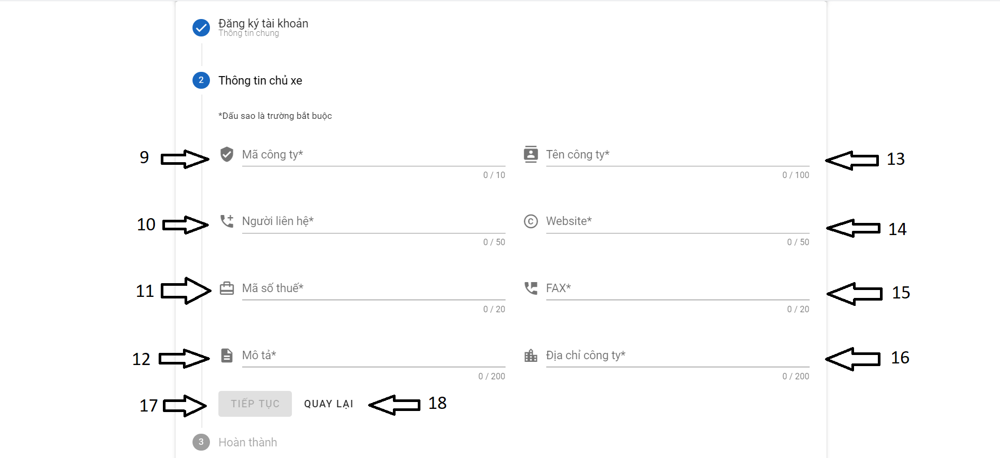 Đăng ký tài khoản
Thông tin chung
2 Thông tin chủ xe
*Dấu sao là trường bắt buộc
9 Mã công ty* Tên công ty* 13
0 / 10 0 / 100
10 Người liên hệ* Website* 14
0 / 50 0 / 50
11 Mã số thuế* FAX* 15
0 / 20 0 / 20
12 Mô tả* Địa chỉ công ty* 16
0 / 200 0 / 200
17 TIẾP TỤC QUAY LẠI 18
3 Hoàn thành